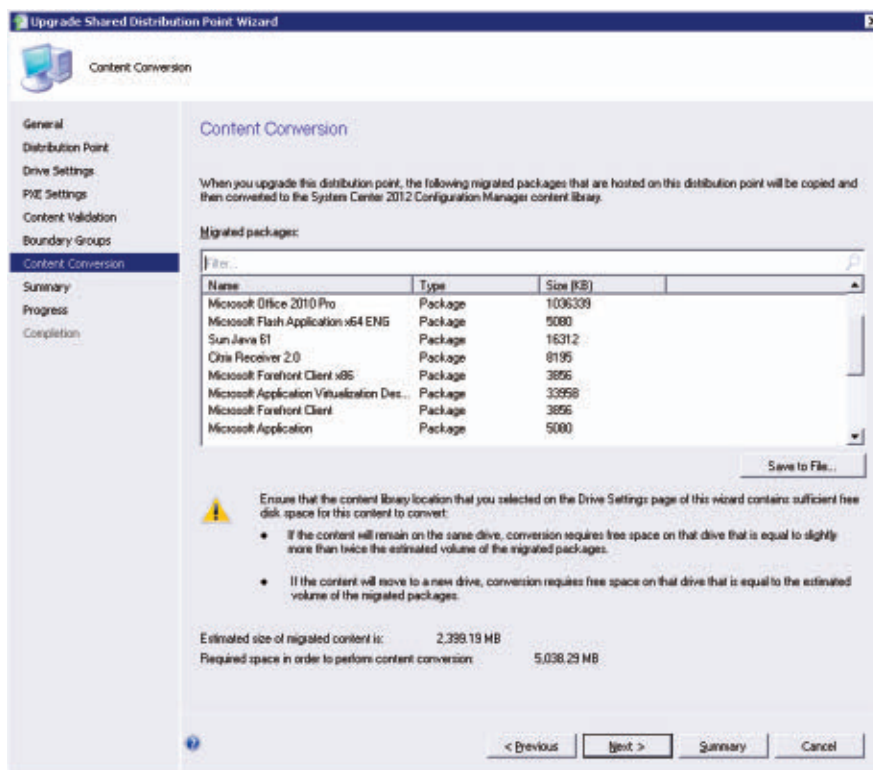 Upgrade Shared Distribution Point Wizard
Content Conversion
General
Distribution Point
Drive Settings
PXE Settings
Content Validation
Boundary Groups
Content Conversion
Summary
Progress
Completion
Content Conversion
When you upgrade this distribution point, the following migrated packages that are hosted on this distribution point will be copied and
then converted to the System Center 2012 Configuration Manager content library.
Migrated packages:
Filter...
Name Type Size (KB)
Microsoft Office 2010 Pro Package 1036339
Microsoft Flash Application x64 ENG Package 5080
Sun Java 61 Package 16312
Citrix Receiver 2.0 Package 8195
Microsoft Forefront Client x86 Package 3856
Microsoft Application Virtualization Des... Package 33958
Microsoft Forefront Client Package 3856
Microsoft Application Package 5080
Save to File...
Ensure that the content library location that you selected on the Drive Settings page of this wizard contains sufficient free
disk space for this content to convert:
• If the content will remain on the same drive, conversion requires free space on that drive that is equal to slightly
more than twice the estimated volume of the migrated packages.
• If the content will move to a new drive, conversion requires free space on that drive that is equal to the estimated
volume of the migrated packages.
Estimated size of migrated content is: 2,399.19 MB
Required space in order to perform content conversion: 5,038.29 MB
< Previous Next > Summary Cancel